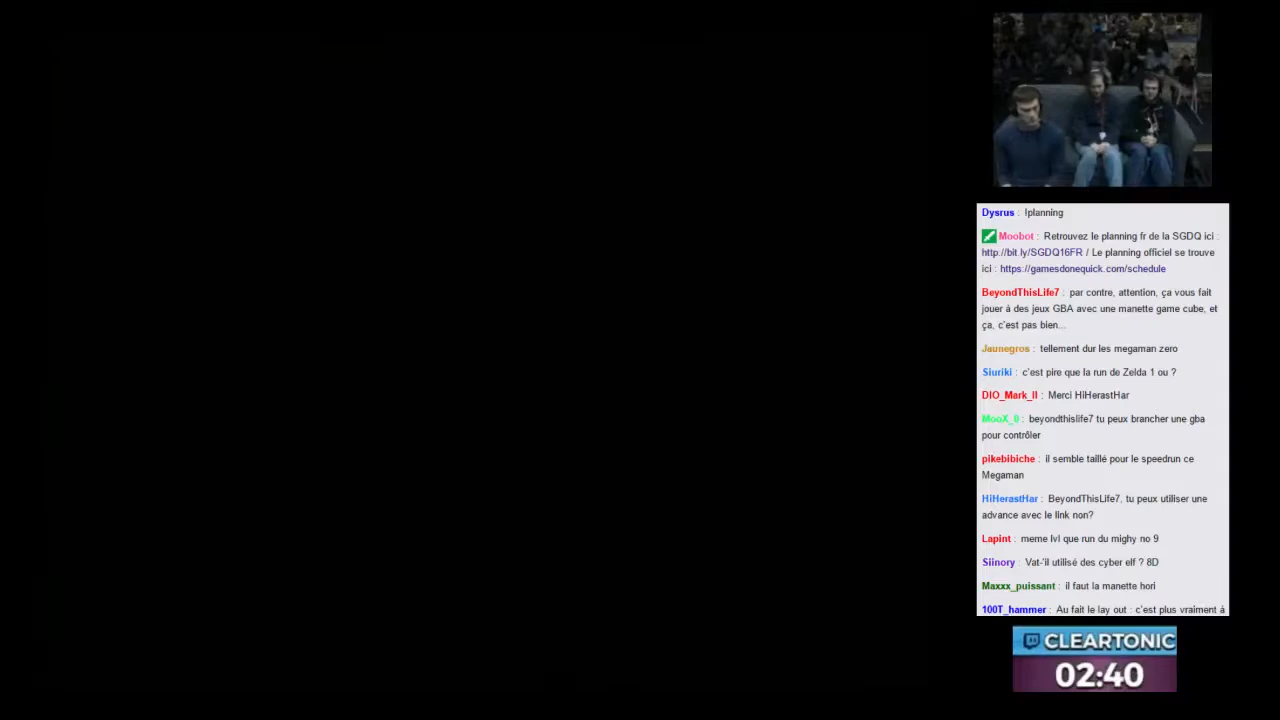 Dysrus : !planning
Moobot : Retrouvez le planning fr de la SGDQ ici :
http://bit.ly/SGDQ16FR / Le planning officiel se trouve
ici : https://gamesdonequick.com/schedule
BeyondThisLife7 : par contre, attention, ça vous fait
jouer à des jeux GBA avec une manette game cube, et
ça, c'est pas bien...
Jaunegros : tellement dur les megaman zero
Siuriki : c'est pire que la run de Zelda 1 ou ?
DIO_Mark_II : Merci HiHerastHar
MooX_0 : beyondthislife7 tu peux brancher une gba
pour contrôler
pikebibiche : il semble taillé pour le speedrun ce
Megaman
HiHerastHar : BeyondThisLife7, tu peux utiliser une
advance avec le link non?
Lapint : meme lvl que run du mighy no 9
Siinory : Vat-'il utilisé des cyber elf ? 8D
Maxxx_puissant : il faut la manette hori
100T_hammer : Au fait le lay out : c'est plus vraiment à
CLEARTONIC
02:40